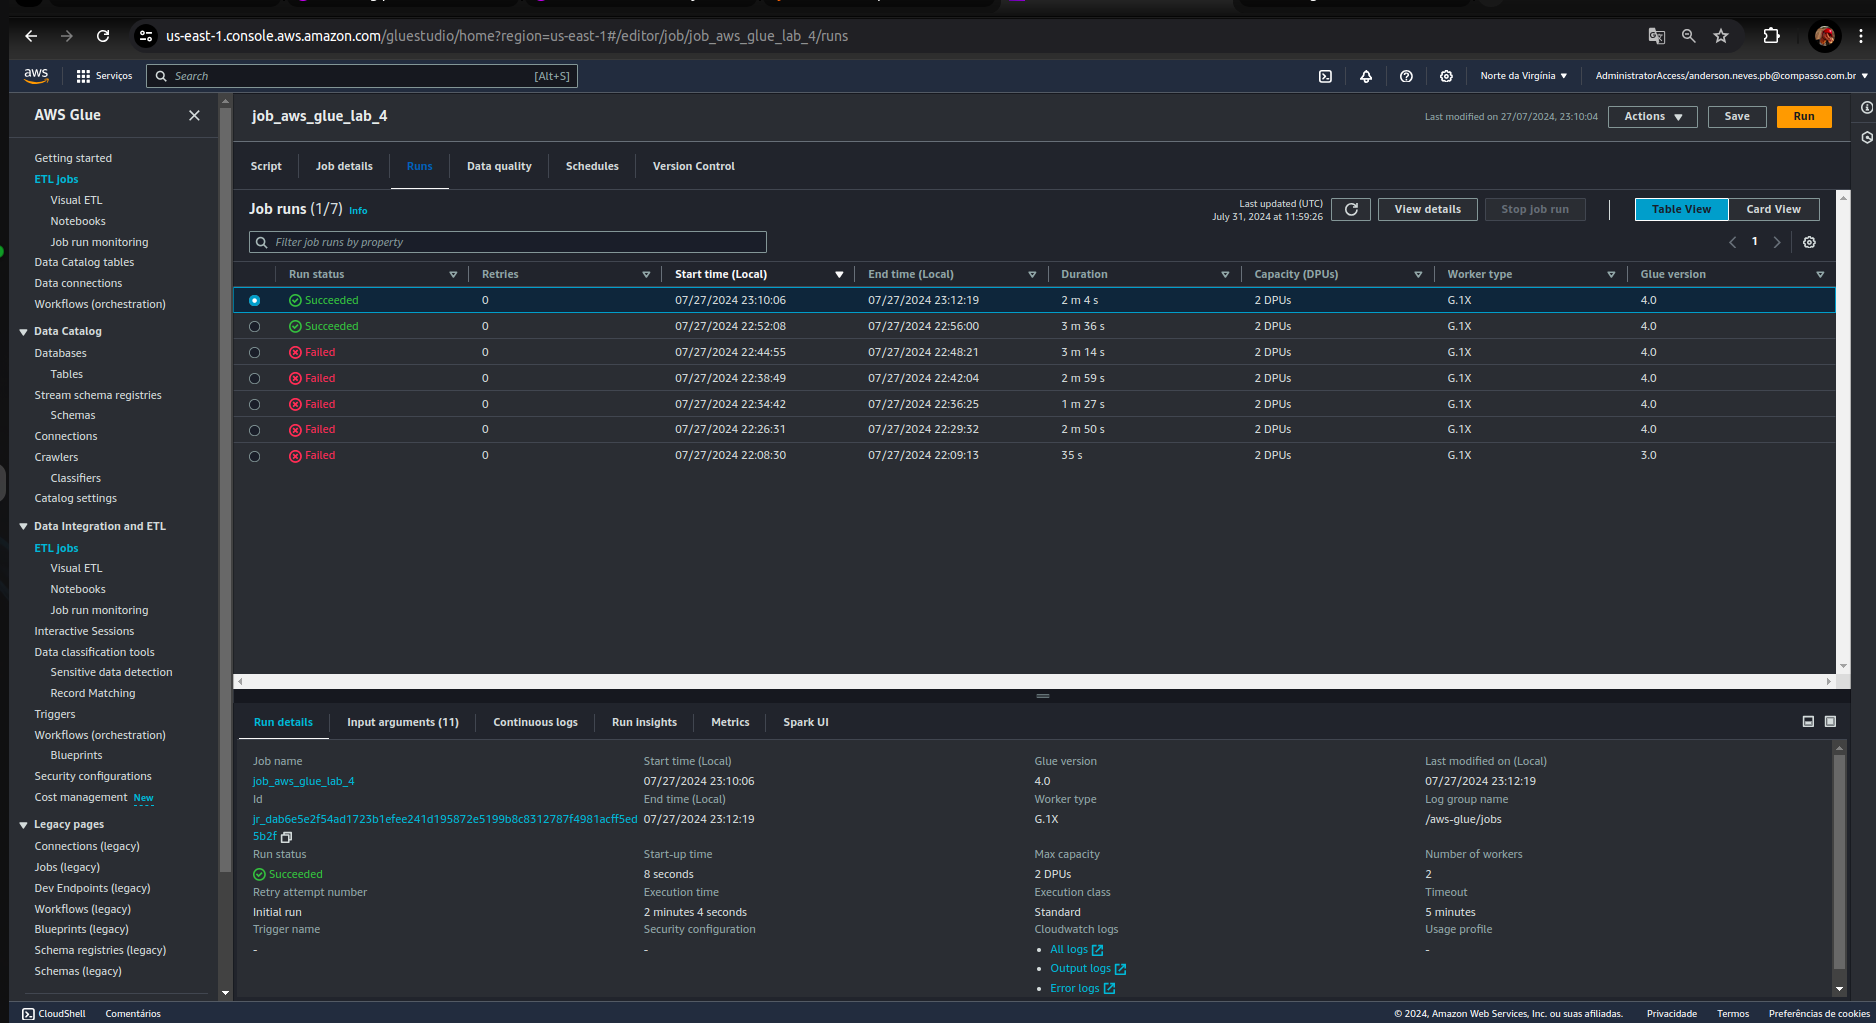 us-east-1.console.aws.amazon.com/gluestudio/home?region=us-east-1#/editor/job/job_aws_glue_lab_4/runs
aws Serviços Search [Alt+S] Norte da Virgínia AdministratorAccess/anderson.neves.pb@compasso.com.br
AWS Glue
Getting started
ETL jobs
Visual ETL
Notebooks
Job run monitoring
Data Catalog tables
Data connections
Workflows (orchestration)
Data Catalog
Databases
Tables
Stream schema registries
Schemas
Connections
Crawlers
Classifiers
Catalog settings
Data Integration and ETL
ETL jobs
Visual ETL
Notebooks
Job run monitoring
Interactive Sessions
Data classification tools
Sensitive data detection
Record Matching
Triggers
Workflows (orchestration)
Blueprints
Security configurations
Cost management New
Legacy pages
Connections (legacy)
Jobs (legacy)
Dev Endpoints (legacy)
Workflows (legacy)
Blueprints (legacy)
Schema registries (legacy)
Schemas (legacy)
job_aws_glue_lab_4
Last modified on 27/07/2024, 23:10:04 Actions Save Run
Script Job details Runs Data quality Schedules Version Control
Job runs (1/7) Info
Last updated (UTC)
July 31, 2024 at 11:59:26
View details Stop job run Table View Card View
Filter job runs by property
1
Run status Retries Start time (Local) End time (Local) Duration Capacity (DPUs) Worker type Glue version
Succeeded 0 07/27/2024 23:10:06 07/27/2024 23:12:19 2 m 4 s 2 DPUs G.1X 4.0
Succeeded 0 07/27/2024 22:52:08 07/27/2024 22:56:00 3 m 36 s 2 DPUs G.1X 4.0
Failed 0 07/27/2024 22:44:55 07/27/2024 22:48:21 3 m 14 s 2 DPUs G.1X 4.0
Failed 0 07/27/2024 22:38:49 07/27/2024 22:42:04 2 m 59 s 2 DPUs G.1X 4.0
Failed 0 07/27/2024 22:34:42 07/27/2024 22:36:25 1 m 27 s 2 DPUs G.1X 4.0
Failed 0 07/27/2024 22:26:31 07/27/2024 22:29:32 2 m 50 s 2 DPUs G.1X 4.0
Failed 0 07/27/2024 22:08:30 07/27/2024 22:09:13 35 s 2 DPUs G.1X 3.0
Run details Input arguments (11) Continuous logs Run insights Metrics Spark UI
Job name Start time (Local) Glue version Last modified on (Local)
job_aws_glue_lab_4 07/27/2024 23:10:06 4.0 07/27/2024 23:12:19
Id End time (Local) Worker type Log group name
jr_dab6e5e2f54ad1723b1efee241d195872e5199b8c8312787f4981acff5ed 07/27/2024 23:12:19 G.1X /aws-glue/jobs
5b2f
Run status Start-up time Max capacity Number of workers
Succeeded 8 seconds 2 DPUs 2
Retry attempt number Execution time Execution class Timeout
Initial run 2 minutes 4 seconds Standard 5 minutes
Trigger name Security configuration Cloudwatch logs Usage profile
- - • All logs -
• Output logs
• Error logs
CloudShell Comentários © 2024, Amazon Web Services, Inc. ou suas afiliadas. Privacidade Termos Preferências de cookies